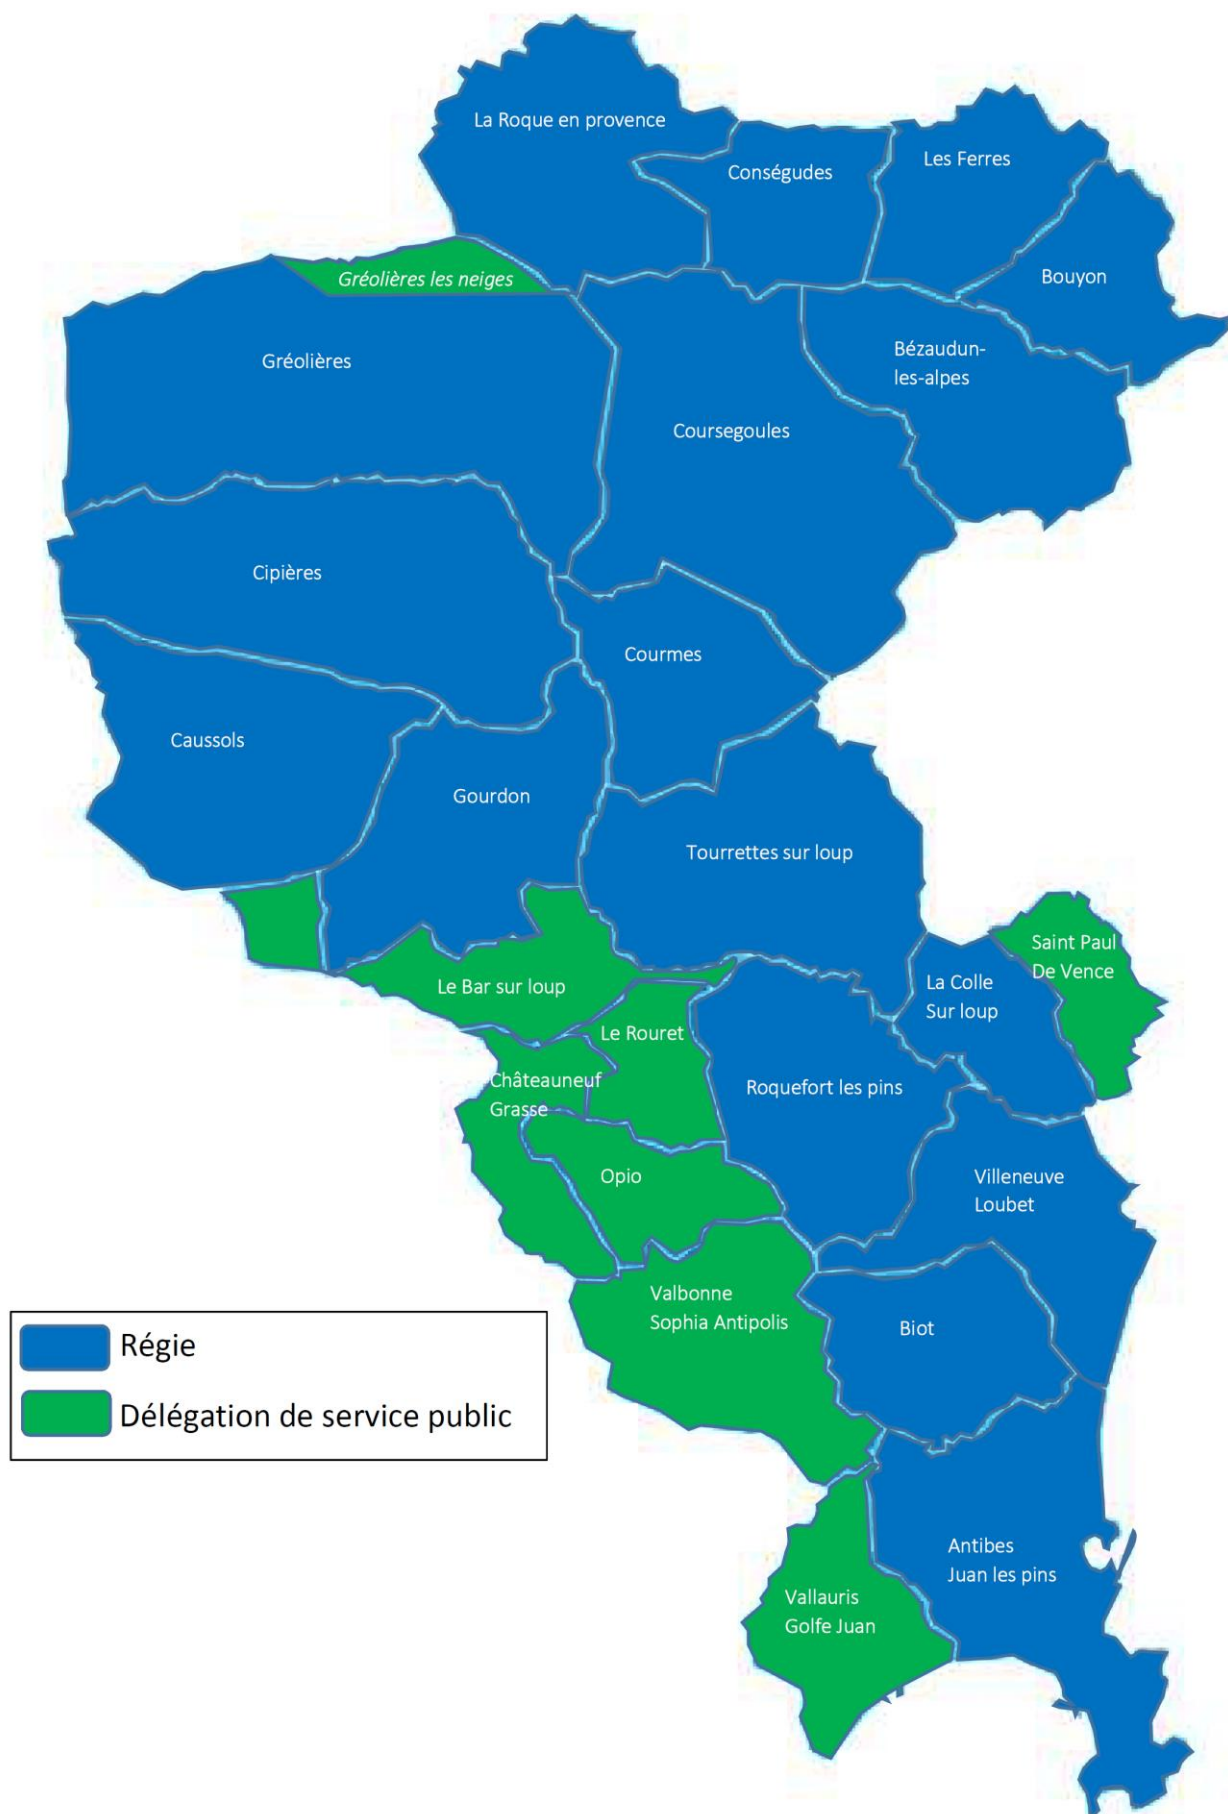 La Roque en provence
Conségudes
Les Ferres
Bouyon
Gréolières les neiges
Gréolières
Bézaudun-
les-alpes
Coursegoules
Cipières
Courmes
Caussols
Gourdon
Tourrettes sur loup
Saint Paul
De Vence
Le Bar sur loup
La Colle
Sur loup
Le Rouret
Châteauneuf
Grasse
Roquefort les pins
Opio
Villeneuve
Loubet
Valbonne
Sophia Antipolis
Biot
Régie
Délégation de service public
Antibes
Juan les pins
Vallauris
Golfe Juan